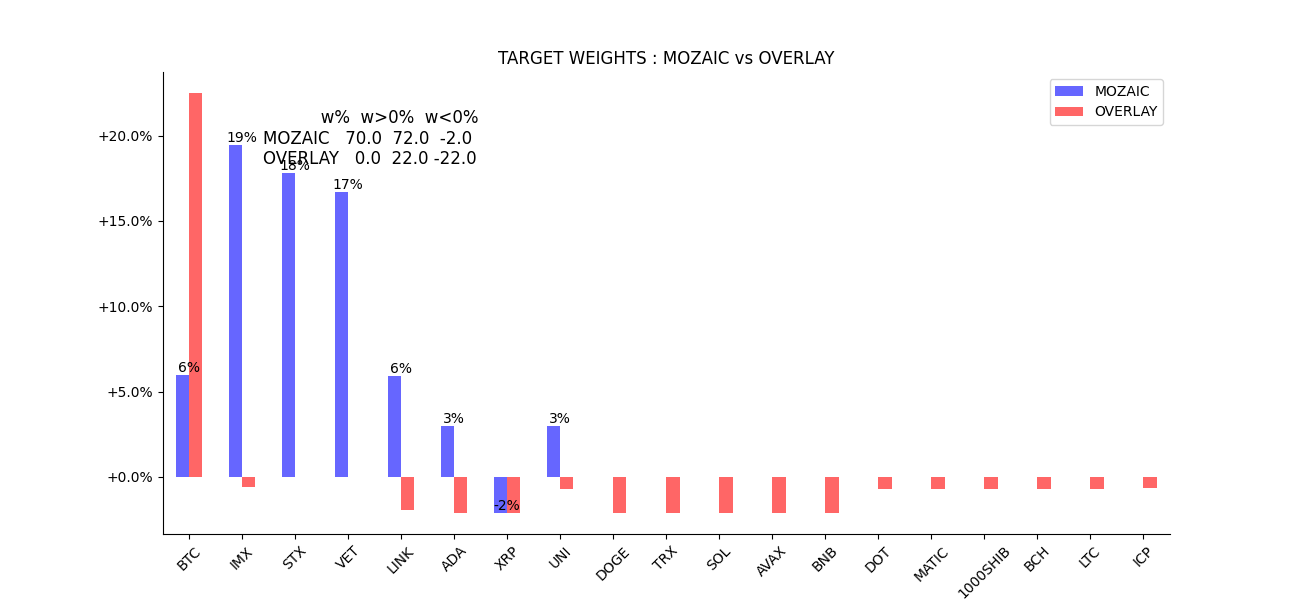 TARGET WEIGHTS : MOZAIC vs OVERLAY
MOZAIC
OVERLAY
w% w>0% w<0%
MOZAIC 70.0 72.0 -2.0
OVERLAY 0.0 22.0 -22.0
+20.0%
+15.0%
+10.0%
+5.0%
+0.0%
6%
19%
18%
17%
6%
3%
-2%
3%
BTC
IMX
STX
VET
LINK
ADA
XRP
UNI
DOGE
TRX
SOL
AVAX
BNB
DOT
MATIC
1000SHIB
BCH
LTC
ICP